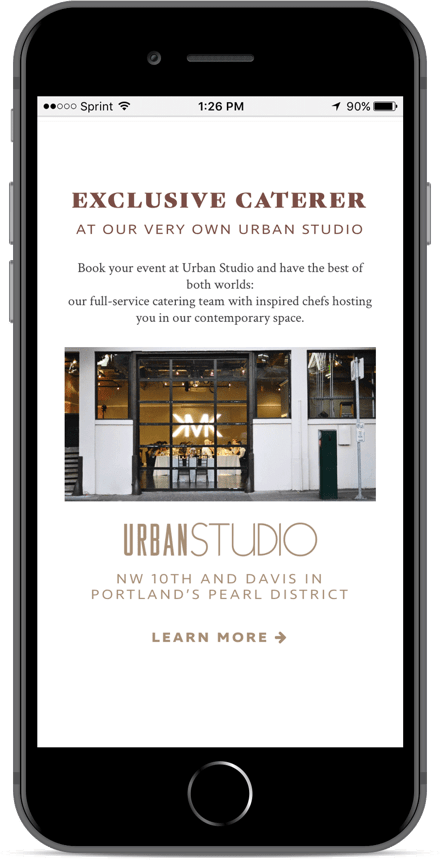 ●●○○○ Sprint 1:26 PM 90%
EXCLUSIVE CATERER
AT OUR VERY OWN URBAN STUDIO
Book your event at Urban Studio and have the best of
both worlds:
our full-service catering team with inspired chefs hosting
you in our contemporary space.
URBANSTUDIO
NW 10TH AND DAVIS IN
PORTLAND’S PEARL DISTRICT
LEARN MORE →